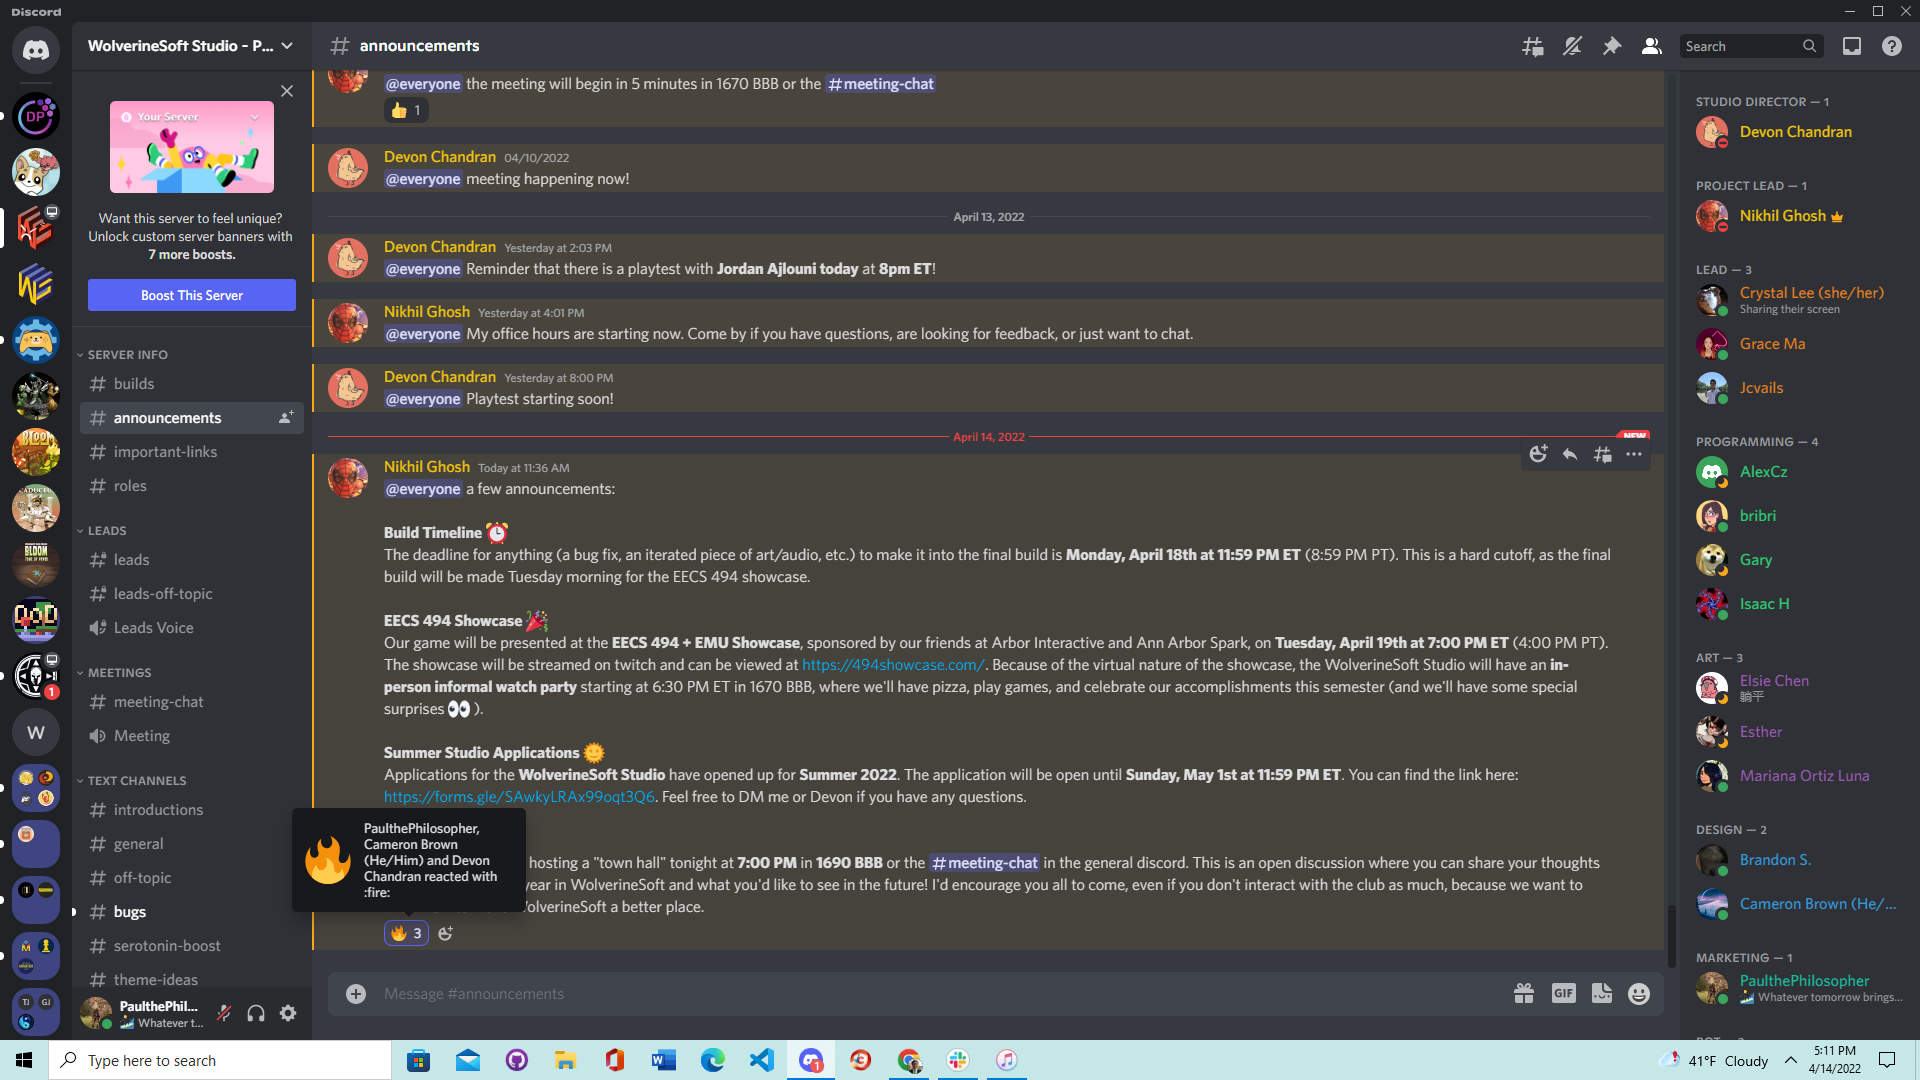 Discord
WolverineSoft Studio - P...
Your Server
Want this server to feel unique?
Unlock custom server banners with
7 more boosts.
Boost This Server
SERVER INFO
builds
announcements
important-links
roles
LEADS
leads
leads-off-topic
Leads Voice
MEETINGS
meeting-chat
Meeting
TEXT CHANNELS
introductions
general
off-topic
bugs
serotonin-boost
theme-ideas
PaulthePhil...
Whatever t...
DP
BLOOM
BLOOM
1
W
TJ
GJ
announcements
Search
@everyone the meeting will begin in 5 minutes in 1670 BBB or the #meeting-chat
👍 1
Devon Chandran 04/10/2022
@everyone meeting happening now!
April 13, 2022
Devon Chandran Yesterday at 2:03 PM
@everyone Reminder that there is a playtest with Jordan Ajlouni today at 8pm ET!
Nikhil Ghosh Yesterday at 4:01 PM
@everyone My office hours are starting now. Come by if you have questions, are looking for feedback, or just want to chat.
Devon Chandran Yesterday at 8:00 PM
@everyone Playtest starting soon!
April 14, 2022
NEW
Nikhil Ghosh Today at 11:36 AM
@everyone a few announcements:
Build Timeline ⏰
The deadline for anything (a bug fix, an iterated piece of art/audio, etc.) to make it into the final build is Monday, April 18th at 11:59 PM ET (8:59 PM PT). This is a hard cutoff, as the final
build will be made Tuesday morning for the EECS 494 showcase.
EECS 494 Showcase 🎉
Our game will be presented at the EECS 494 + EMU Showcase, sponsored by our friends at Arbor Interactive and Ann Arbor Spark, on Tuesday, April 19th at 7:00 PM ET (4:00 PM PT).
The showcase will be streamed on twitch and can be viewed at https://494showcase.com/. Because of the virtual nature of the showcase, the WolverineSoft Studio will have an in-
person informal watch party starting at 6:30 PM ET in 1670 BBB, where we'll have pizza, play games, and celebrate our accomplishments this semester (and we'll have some special
surprises 👀 ).
Summer Studio Applications 🌞
Applications for the WolverineSoft Studio have opened up for Summer 2022. The application will be open until Sunday, May 1st at 11:59 PM ET. You can find the link here:
https://forms.gle/SAwkyLRAx99oqt3Q6. Feel free to DM me or Devon if you have any questions.
hosting a "town hall" tonight at 7:00 PM in 1690 BBB or the #meeting-chat in the general discord. This is an open discussion where you can share your thoughts
year in WolverineSoft and what you'd like to see in the future! I'd encourage you all to come, even if you don't interact with the club as much, because we want to
WolverineSoft a better place.
🔥 3
PaulthePhilosopher,
Cameron Brown
(He/Him) and Devon
Chandran reacted with
:fire:
Message #announcements
GIF
STUDIO DIRECTOR — 1
Devon Chandran
PROJECT LEAD — 1
Nikhil Ghosh
LEAD — 3
Crystal Lee (she/her)
Sharing their screen
Grace Ma
Jcvails
PROGRAMMING — 4
AlexCz
bribri
Gary
Isaac H
ART — 3
Elsie Chen
躺平
Esther
Mariana Ortiz Luna
DESIGN — 2
Brandon S.
Cameron Brown (He/...
MARKETING — 1
PaulthePhilosopher
Whatever tomorrow brings...
Type here to search
1
41°F Cloudy
5:11 PM
4/14/2022